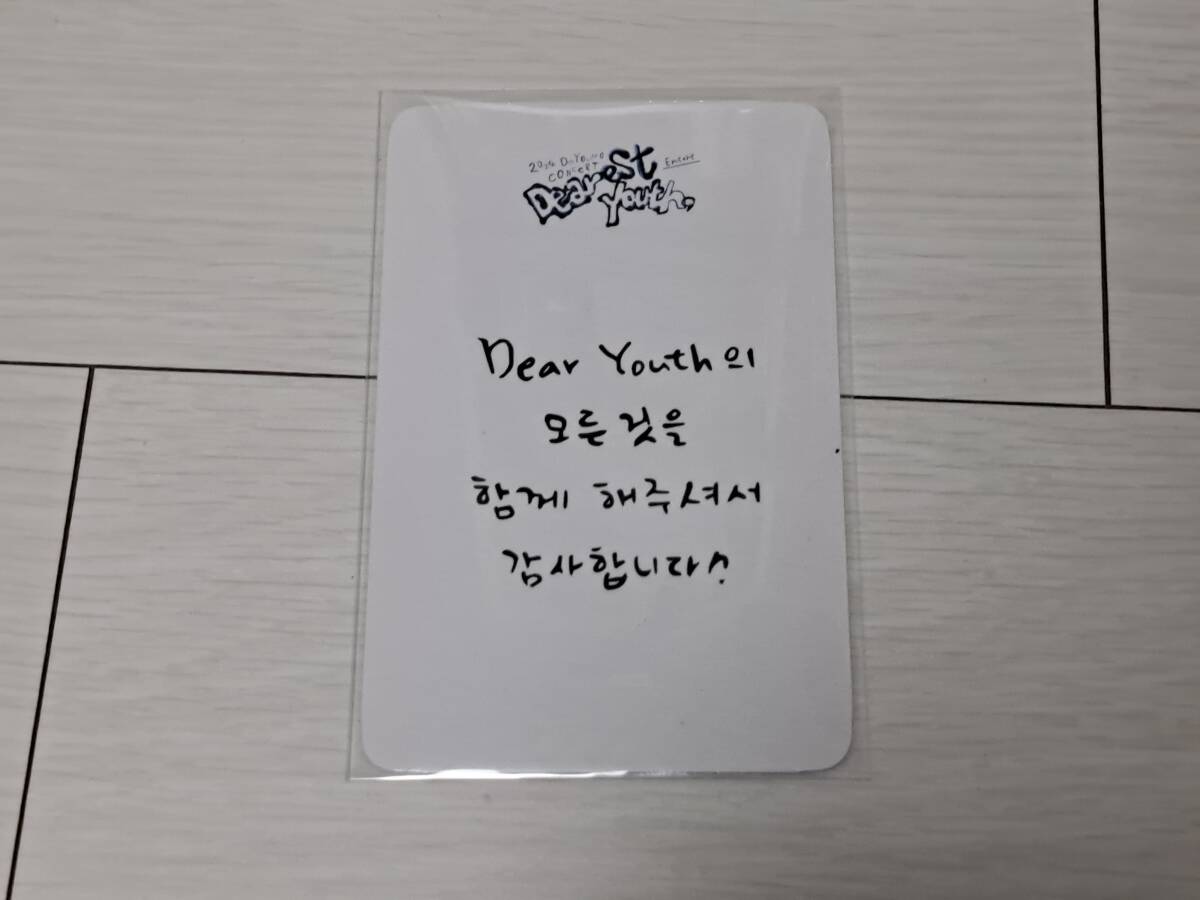 2024 DOYOUNG
CONCERT
Encore
Dearest
Youth,
Dear Youth의
모든 것을
함께 해주셔서
감사합니다!